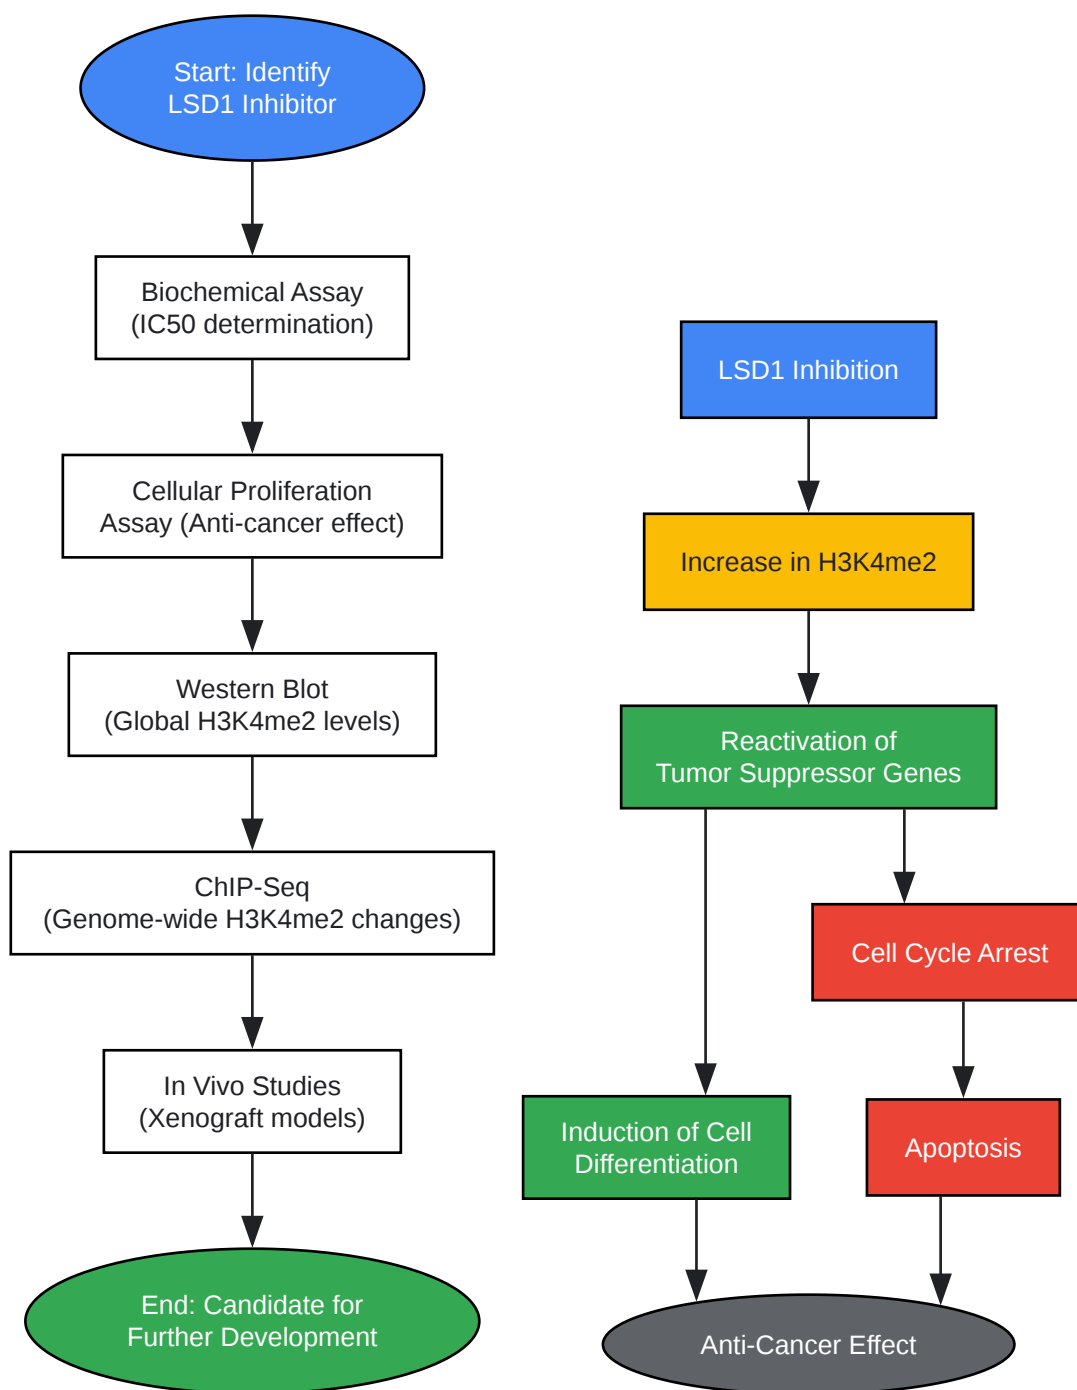 Start: Identify
LSD1 Inhibitor
Biochemical Assay
(IC50 determination)
Cellular Proliferation
Assay (Anti-cancer effect)
Western Blot
(Global H3K4me2 levels)
ChIP-Seq
(Genome-wide H3K4me2 changes)
In Vivo Studies
(Xenograft models)
End: Candidate for
Further Development
LSD1 Inhibition
Increase in H3K4me2
Reactivation of
Tumor Suppressor Genes
Cell Cycle Arrest
Induction of Cell
Differentiation
Apoptosis
Anti-Cancer Effect